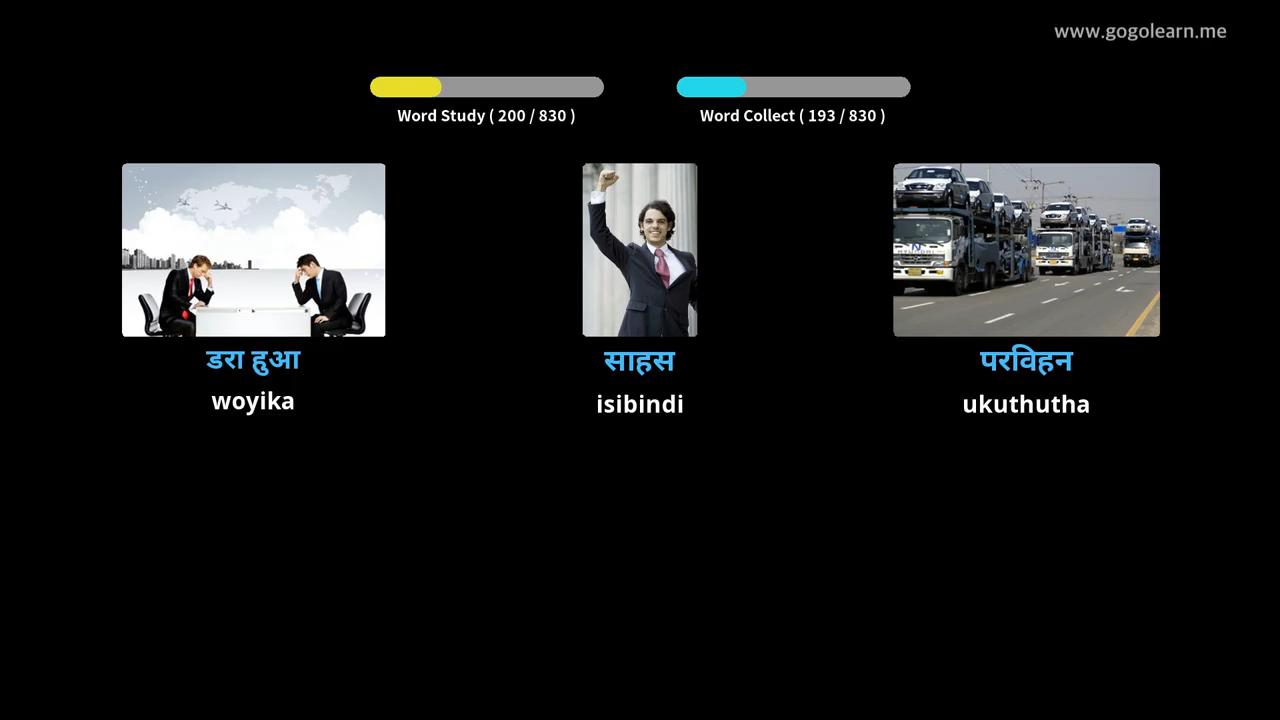 www.gogolearn.me
Word Study ( 200 / 830 )
Word Collect ( 193 / 830 )
डरा हुआ
साहस
परविहन
woyika
isibindi
ukuthutha